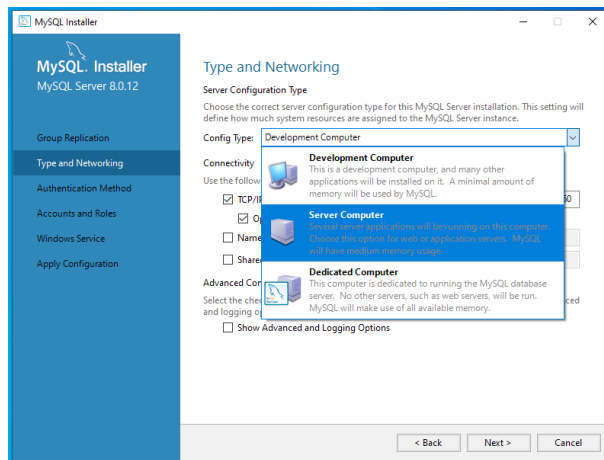 MySQL Installer
MySQL. Installer
MySQL Server 8.0.12
Group Replication
Type and Networking
Authentication Method
Accounts and Roles
Windows Service
Apply Configuration
Type and Networking
Server Configuration Type
Choose the correct server configuration type for this MySQL Server installation. This setting will
define how much system resources are assigned to the MySQL Server instance.
Config Type: Development Computer
Connectivity
Use the follow
TCP/IP
Name
Share
Development Computer
This is a development computer, and many other
applications will be installed on it. A minimal amount of
memory will be used by MySQL.
Server Computer
Several server applications will be running on this computer.
Choose this option for web or application servers. MySQL
will have medium memory usage.
Dedicated Computer
This computer is dedicated to running the MySQL database
server. No other servers, such as web servers, will be run.
MySQL will make use of all available memory.
Advanced Con
Select the chec
and logging op
Show Advanced and Logging Options
< Back Next > Cancel